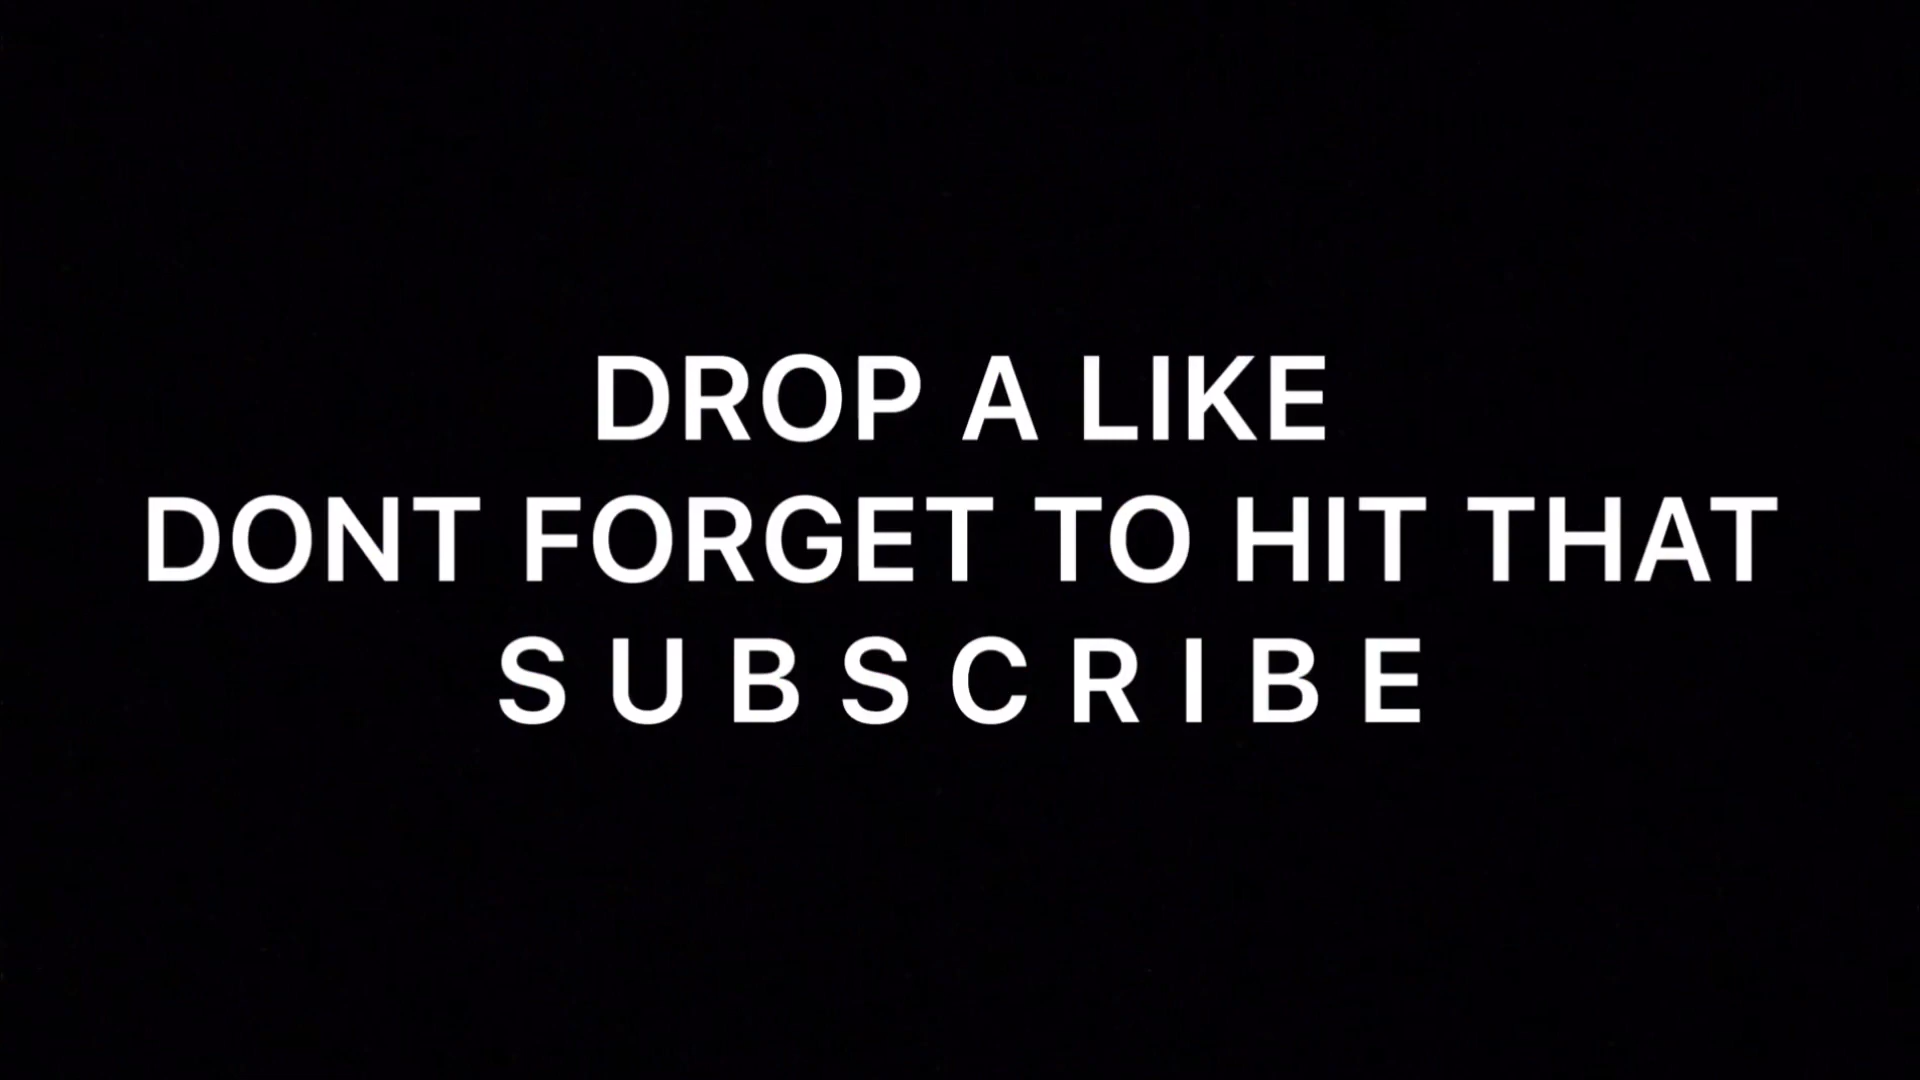 DROP A LIKE
DONT FORGET TO HIT THAT
S U B S C R I B E